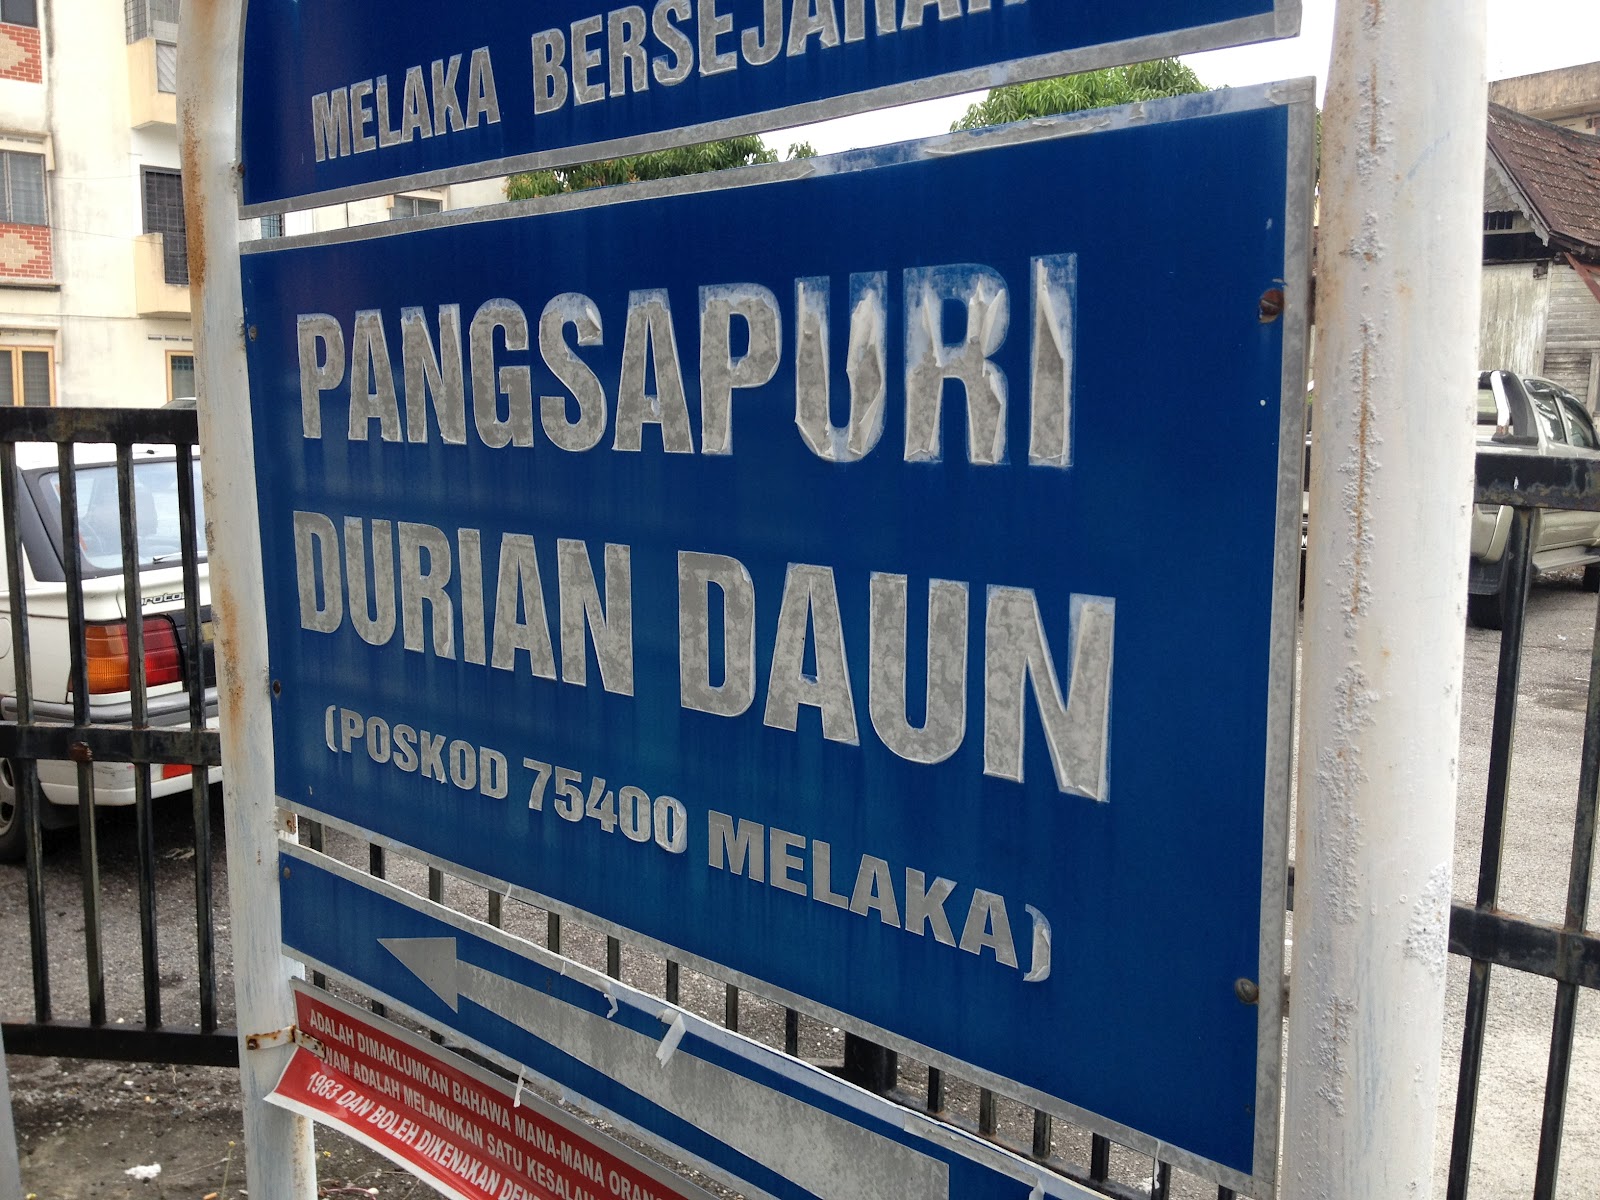 MELAKA BERSEJARAH
PANGSAPURI
DURIAN DAUN
(POSKOD 75400 MELAKA)
ADALAH DIMAKLUMKAN BAHAWA MANA-MANA ORANG
ADALAH MELAKUKAN SATU
1983 DAN BOLEH DIKENAKAN